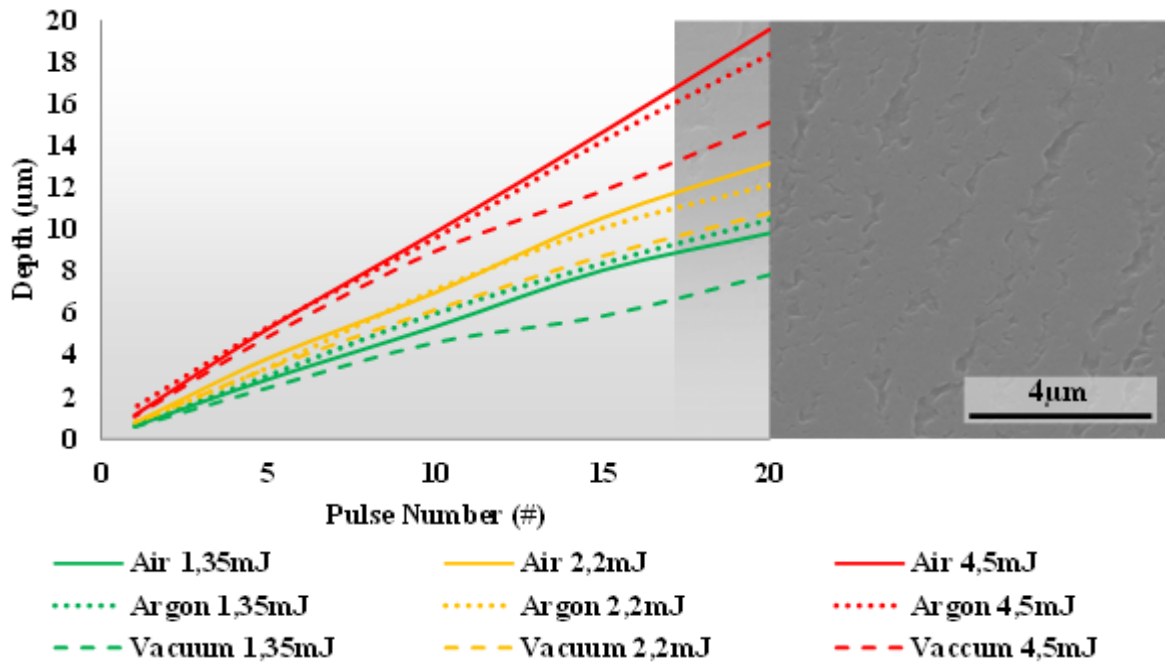 20
18
16
14
12
10
8
6
4
2
0
Depth (μm)
0 5 10 15 20
Pulse Number (#)
4μm
Air 1,35mJ Air 2,2mJ Air 4,5mJ
Argon 1,35mJ Argon 2,2mJ Argon 4,5mJ
Vacuum 1,35mJ Vacuum 2,2mJ Vaccum 4,5mJ